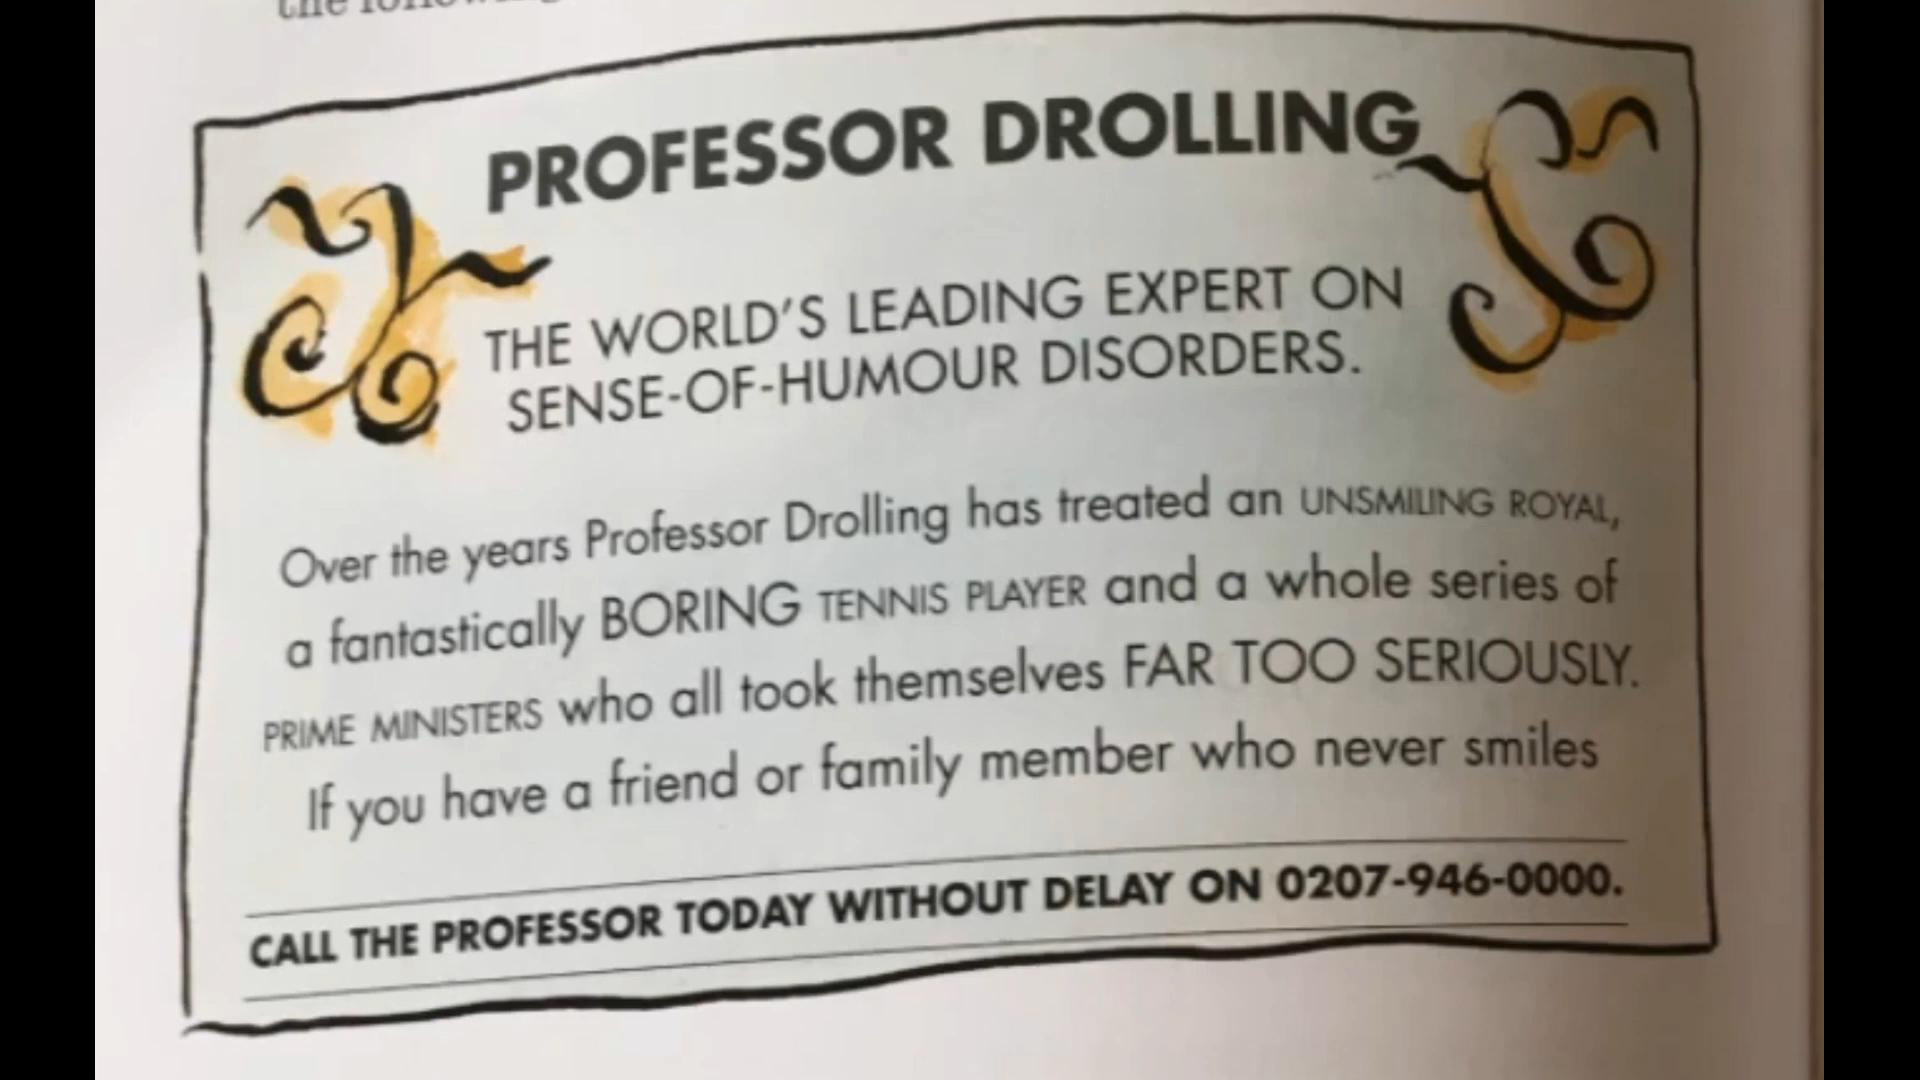 the following
PROFESSOR DROLLING
THE WORLD'S LEADING EXPERT ON
SENSE-OF-HUMOUR DISORDERS.
Over the years Professor Drolling has treated an UNSMILING ROYAL,
a fantastically BORING TENNIS PLAYER and a whole series of
PRIME MINISTERS who all took themselves FAR TOO SERIOUSLY.
If you have a friend or family member who never smiles
CALL THE PROFESSOR TODAY WITHOUT DELAY ON 0207-946-0000.